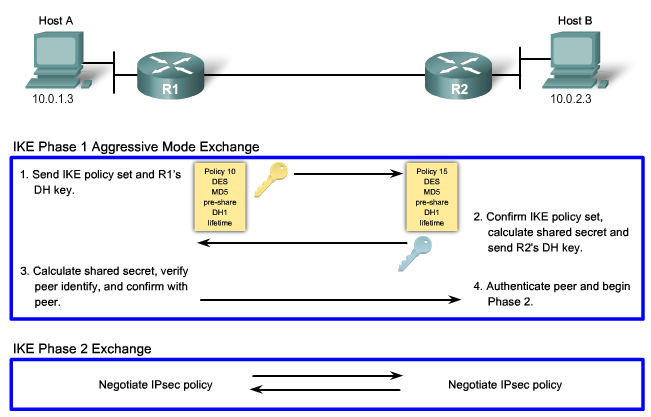 Host A
Host B
R1
R2
10.0.1.3
10.0.2.3
IKE Phase 1 Aggressive Mode Exchange
1. Send IKE policy set and R1's
DH key.
Policy 10
DES
MD5
pre-share
DH1
lifetime
Policy 15
DES
MD5
pre-share
DH1
lifetime
2. Confirm IKE policy set,
calculate shared secret and
send R2's DH key.
3. Calculate shared secret, verify
peer identify, and confirm with
peer.
4. Authenticate peer and begin
Phase 2.
IKE Phase 2 Exchange
Negotiate IPsec policy
Negotiate IPsec policy